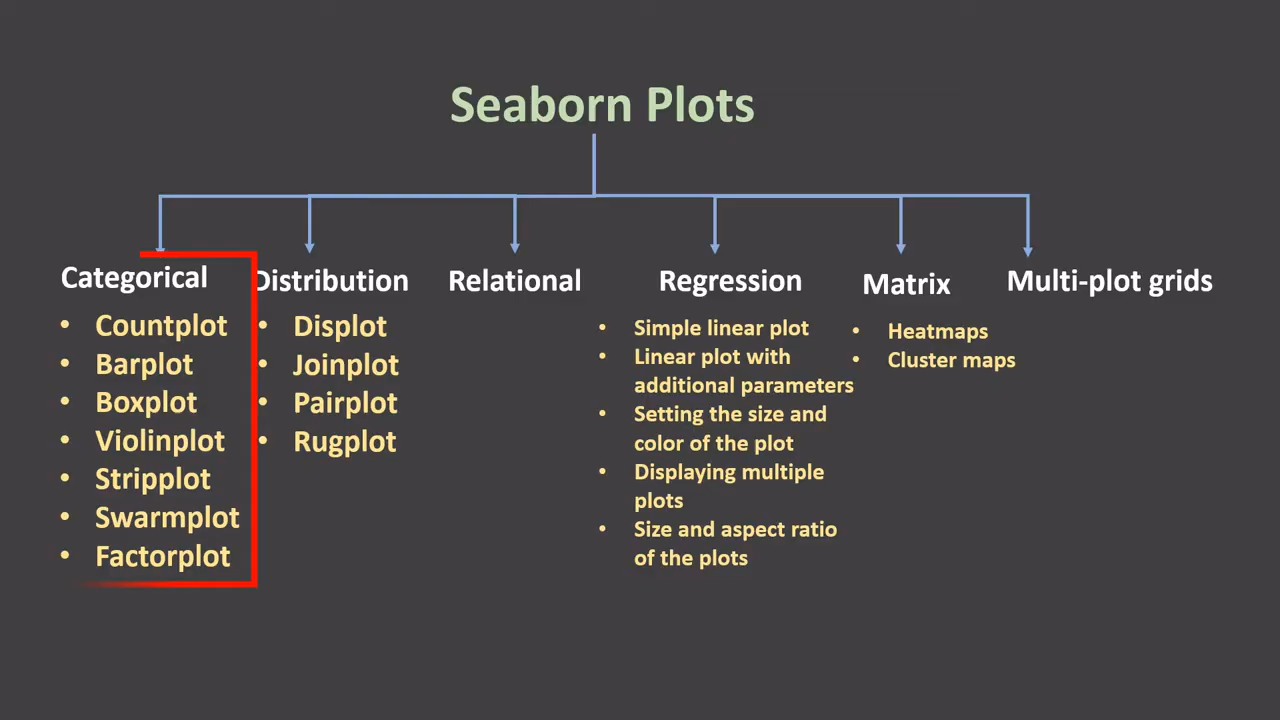 Seaborn Plots
Categorical
• Countplot
• Barplot
• Boxplot
• Violinplot
• Stripplot
• Swarmplot
• Factorplot
Distribution
• Displot
• Joinplot
• Pairplot
• Rugplot
Relational
Regression
• Simple linear plot
• Linear plot with
additional parameters
• Setting the size and
color of the plot
• Displaying multiple
plots
• Size and aspect ratio
of the plots
Matrix
• Heatmaps
• Cluster maps
Multi-plot grids